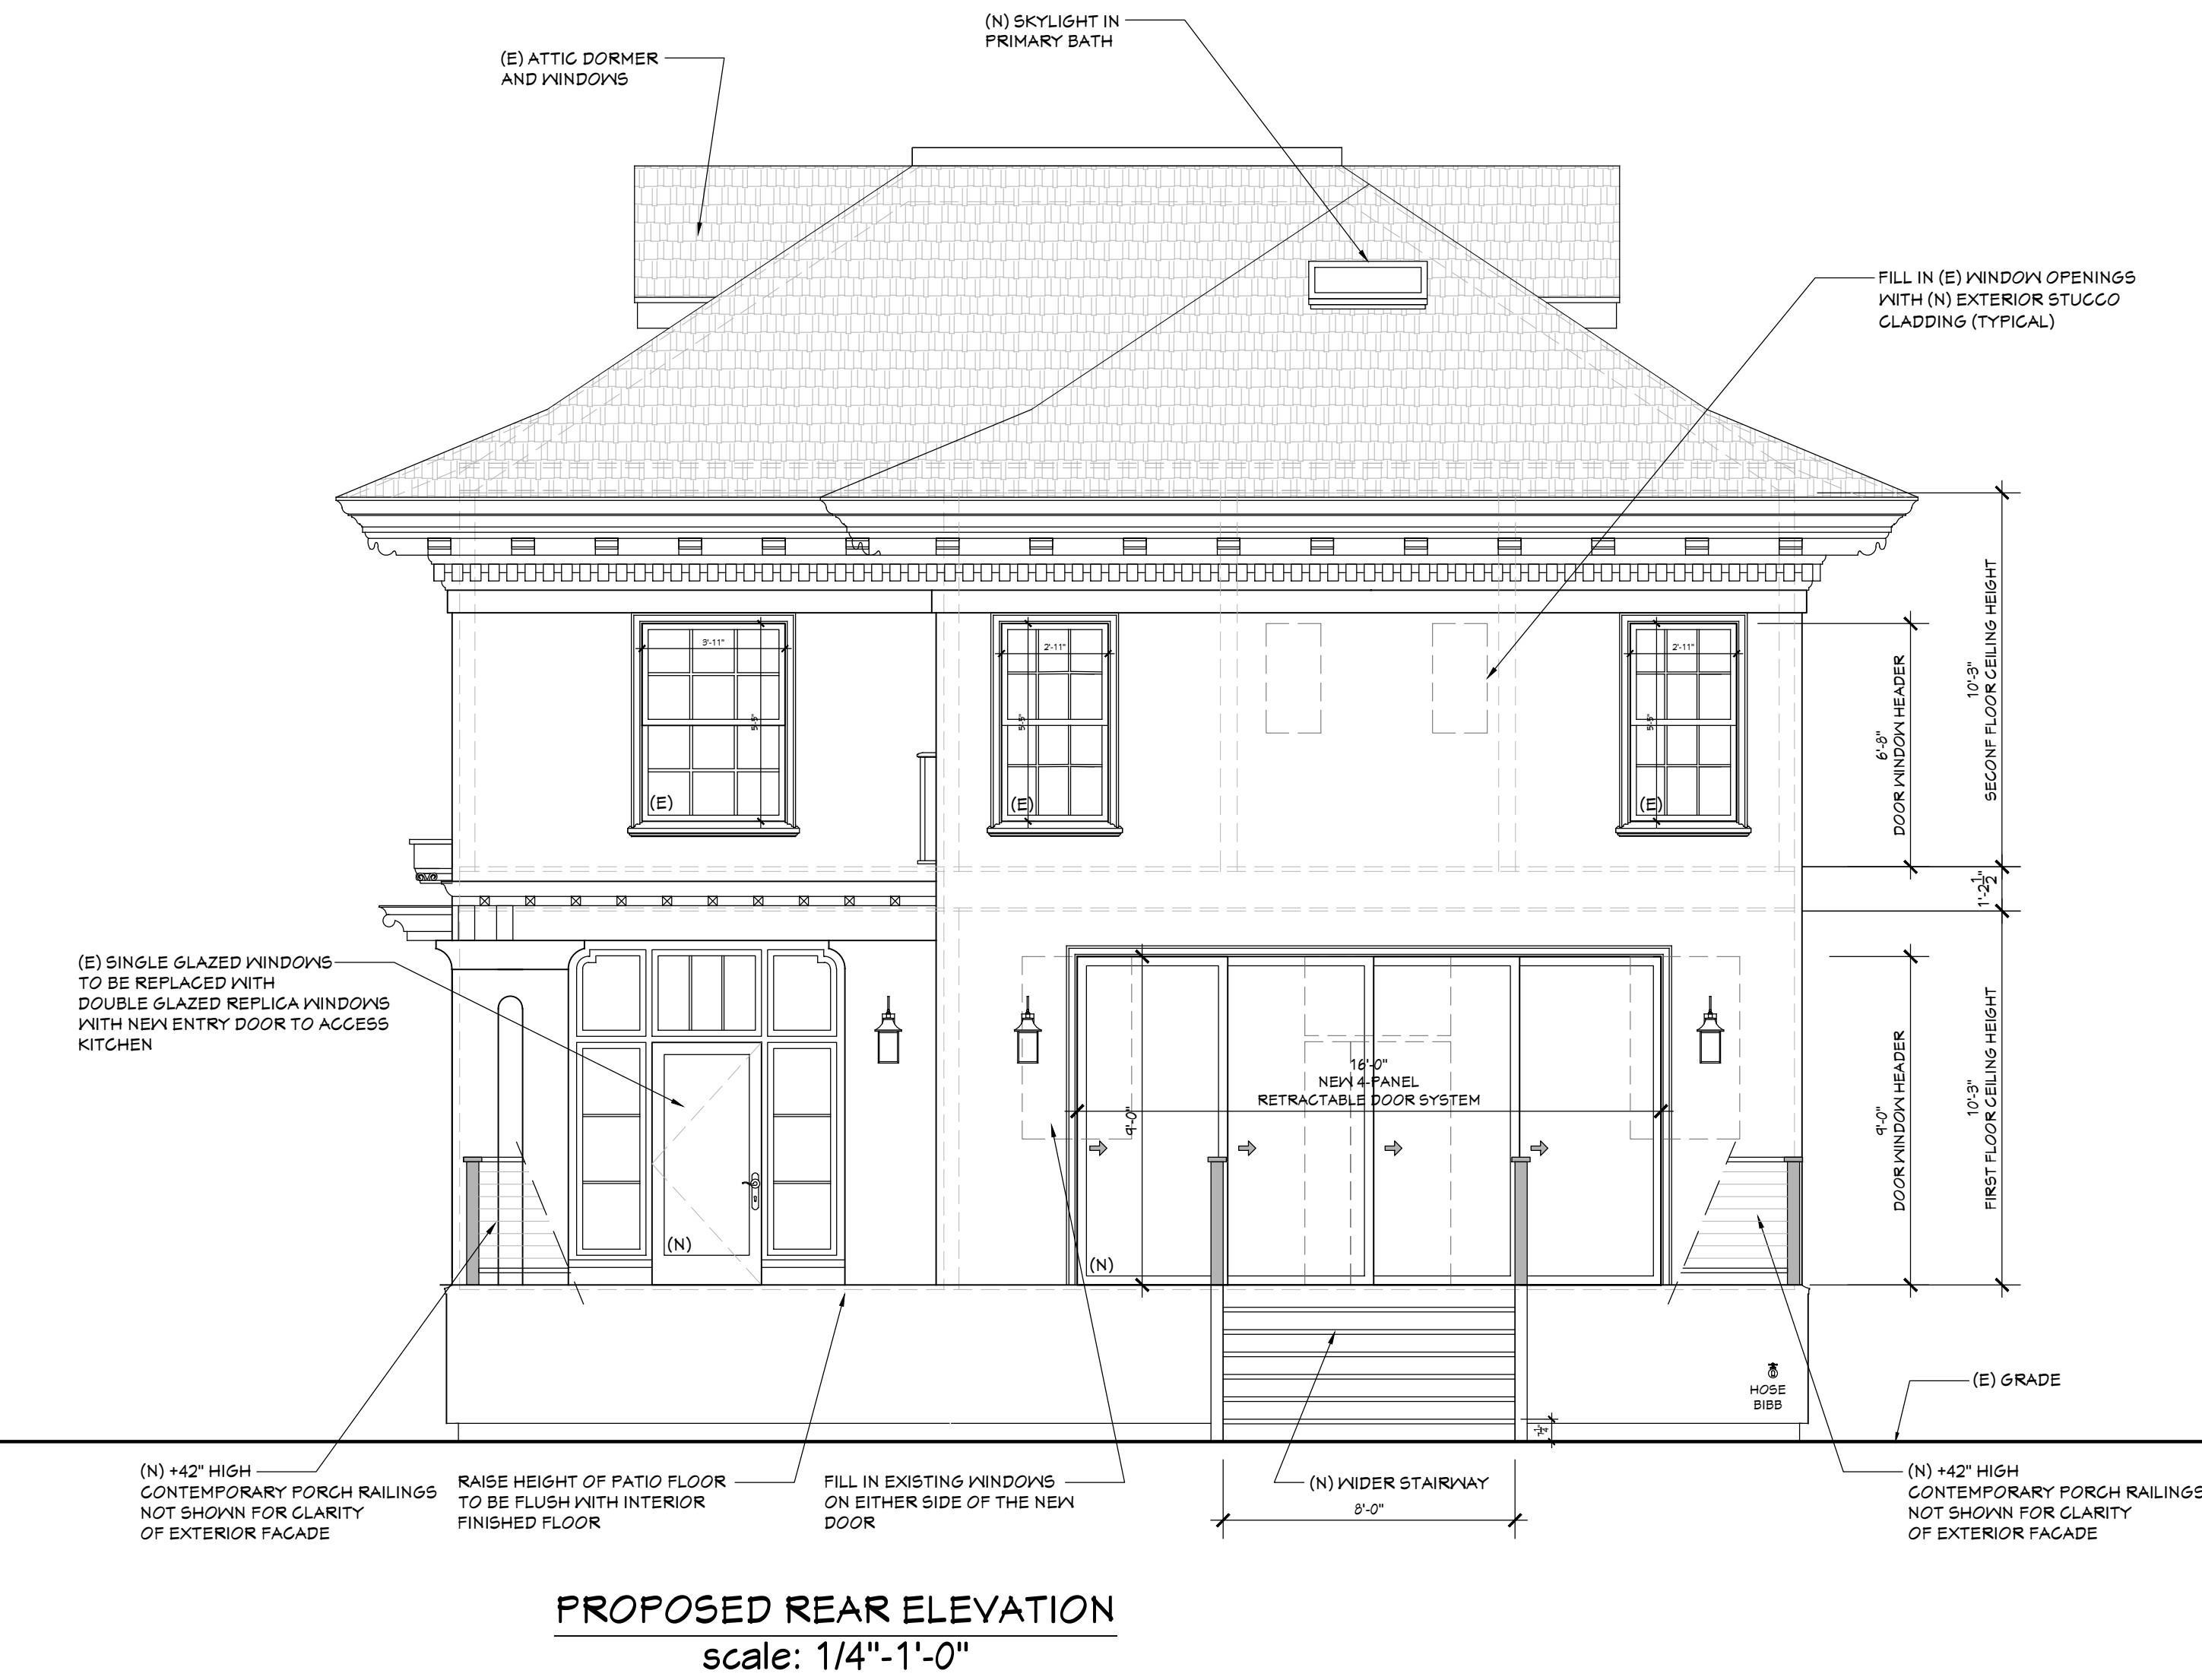 (N) SKYLIGHT IN
PRIMARY BATH
(E) ATTIC DORMER
AND WINDOWS
FILL IN (E) WINDOW OPENINGS
WITH (N) EXTERIOR STUCCO
CLADDING (TYPICAL)
3'-11"
5'-5"
(E)
2'-11"
5'-5"
(E)
2'-11"
5'-5"
(E)
6'-8"
DOOR WINDOW HEADER
10'-3"
SECONF FLOOR CEILING HEIGHT
1'-2 1/2"
(E) SINGLE GLAZED WINDOWS
TO BE REPLACED WITH
DOUBLE GLAZED REPLICA WINDOWS
WITH NEW ENTRY DOOR TO ACCESS
KITCHEN
16'-0"
NEW 4-PANEL
RETRACTABLE DOOR SYSTEM
9'-0"
(N)
(N)
9'-0"
DOOR WINDOW HEADER
10'-3"
FIRST FLOOR CEILING HEIGHT
HOSE
BIBB
(E) GRADE
7 1/4"
(N) +42" HIGH
CONTEMPORARY PORCH RAILINGS
NOT SHOWN FOR CLARITY
OF EXTERIOR FACADE
RAISE HEIGHT OF PATIO FLOOR
TO BE FLUSH WITH INTERIOR
FINISHED FLOOR
FILL IN EXISTING WINDOWS
ON EITHER SIDE OF THE NEW
DOOR
(N) WIDER STAIRWAY
8'-0"
(N) +42" HIGH
CONTEMPORARY PORCH RAILINGS
NOT SHOWN FOR CLARITY
OF EXTERIOR FACADE
PROPOSED REAR ELEVATION
scale: 1/4"-1'-0"